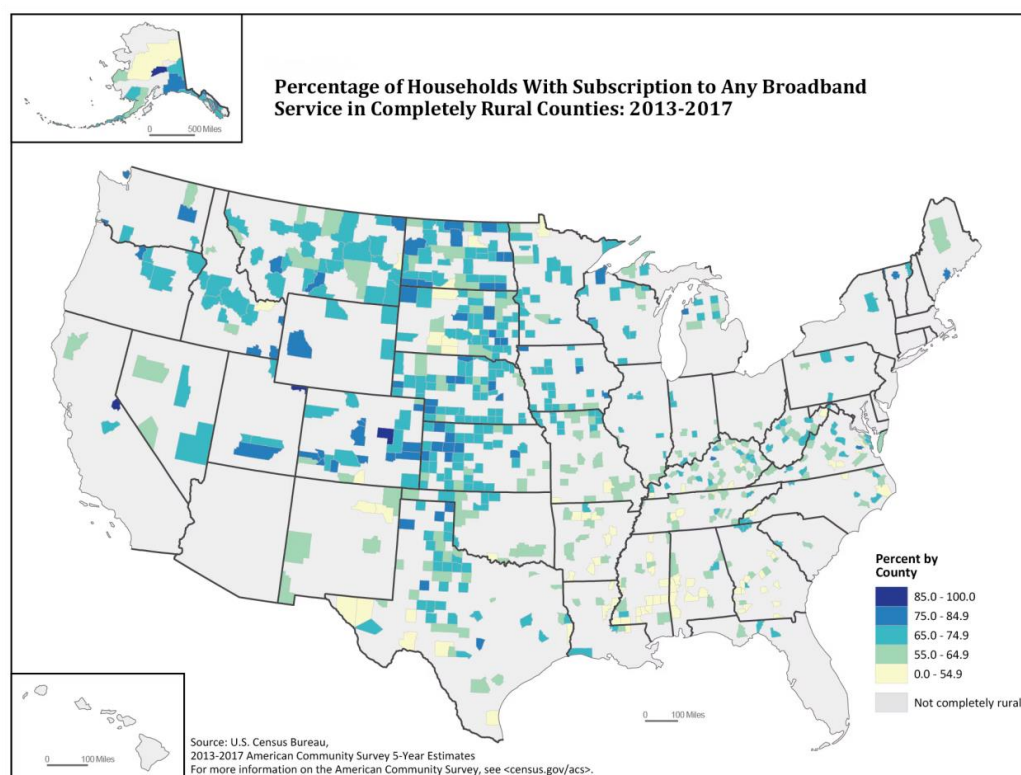 Percentage of Households With Subscription to Any Broadband
Service in Completely Rural Counties: 2013-2017
0 500 Miles
Percent by
County
85.0 - 100.0
75.0 - 84.9
65.0 - 74.9
55.0 - 64.9
0.0 - 54.9
Not completely rural
0 100 Miles
0 100 Miles
Source: U.S. Census Bureau,
2013-2017 American Community Survey 5-Year Estimates
For more information on the American Community Survey, see <census.gov/acs>.